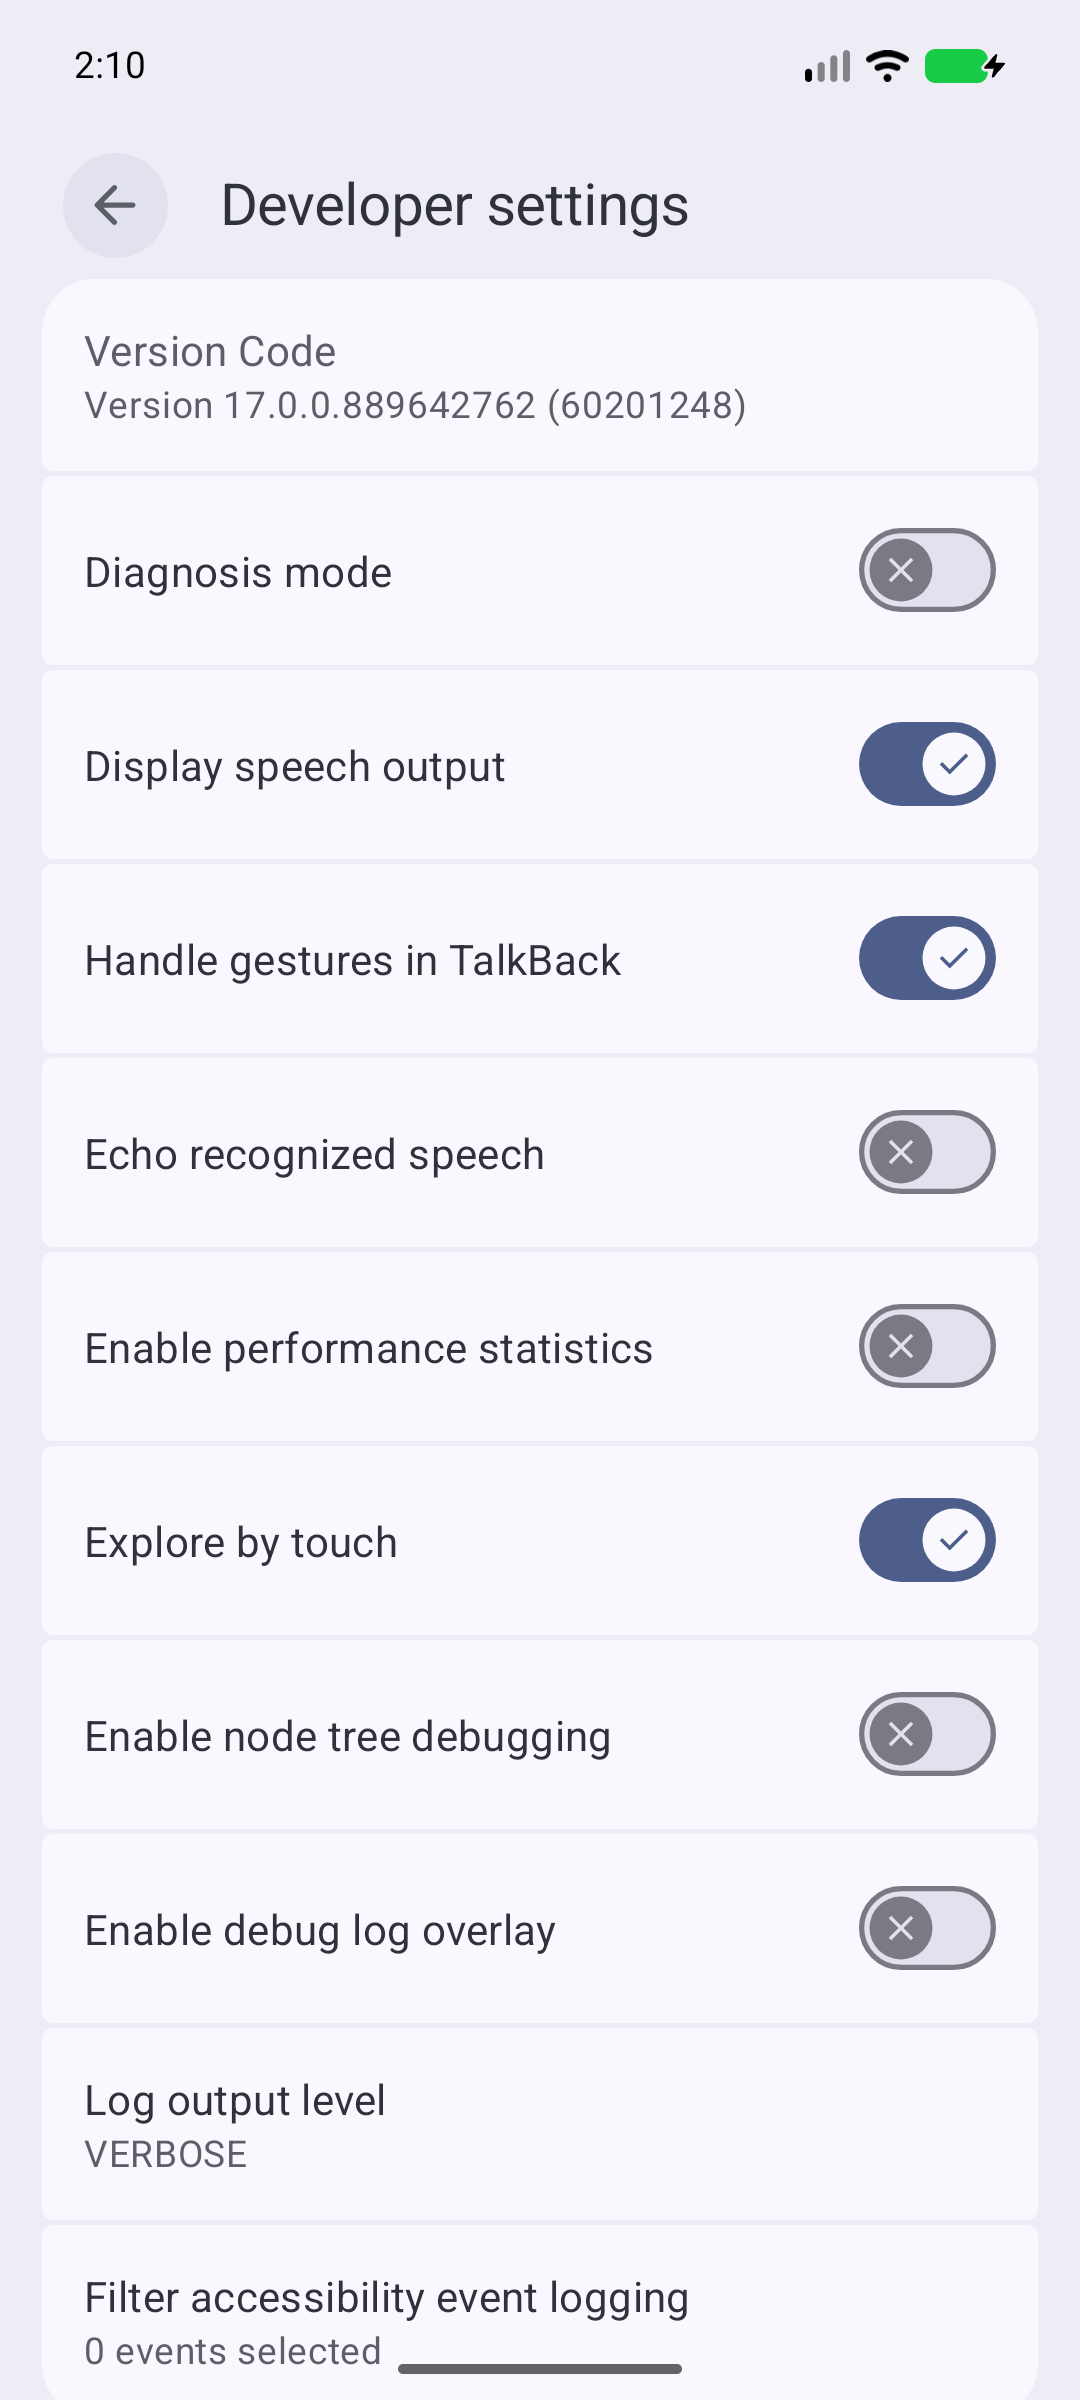 2:10
Developer settings
Version Code
Version 17.0.0.889642762 (60201248)
Diagnosis mode
Display speech output
Handle gestures in TalkBack
Echo recognized speech
Enable performance statistics
Explore by touch
Enable node tree debugging
Enable debug log overlay
Log output level
VERBOSE
Filter accessibility event logging
0 events selected